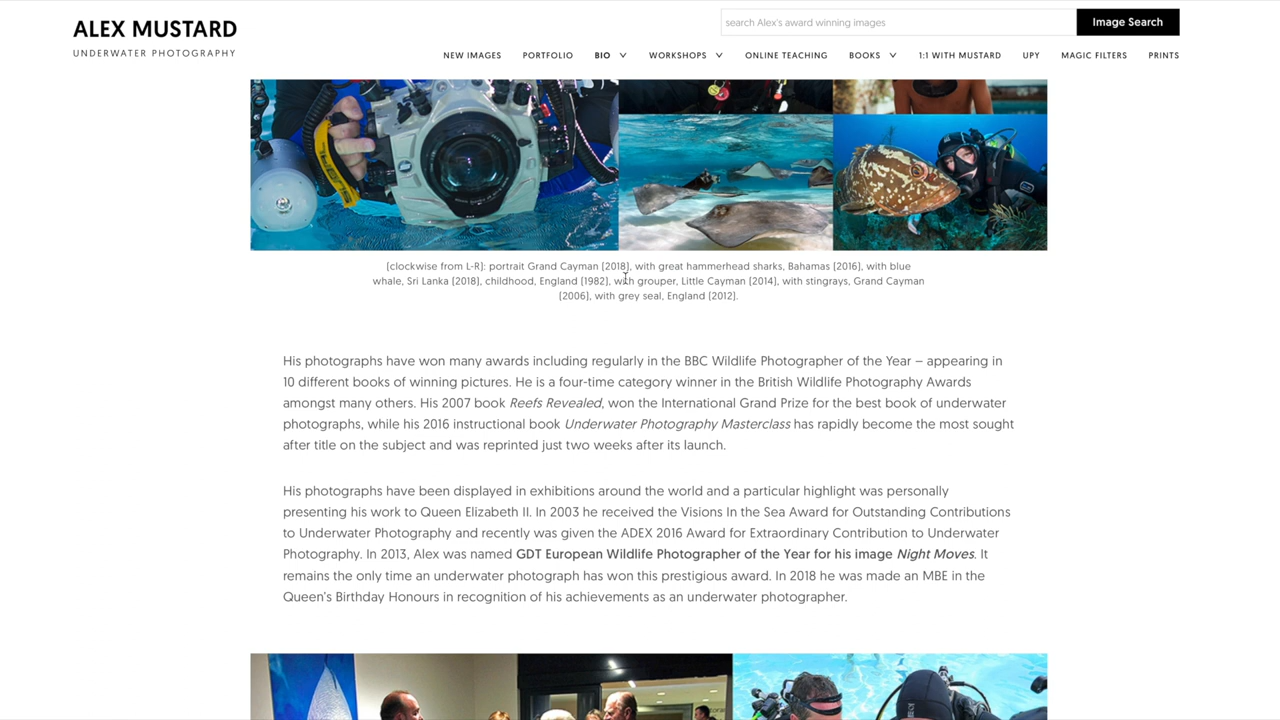 ALEX MUSTARD
UNDERWATER PHOTOGRAPHY
search Alex's award winning images
Image Search
NEW IMAGES PORTFOLIO BIO WORKSHOPS ONLINE TEACHING BOOKS 1:1 WITH MUSTARD UPY MAGIC FILTERS PRINTS
[clockwise from L-R]: portrait Grand Cayman [2018], with great hammerhead sharks, Bahamas [2016], with blue
whale, Sri Lanka [2018], childhood, England [1982], with grouper, Little Cayman [2014], with stingrays, Grand Cayman
[2006], with grey seal, England [2012].
His photographs have won many awards including regularly in the BBC Wildlife Photographer of the Year – appearing in
10 different books of winning pictures. He is a four-time category winner in the British Wildlife Photography Awards
amongst many others. His 2007 book Reefs Revealed, won the International Grand Prize for the best book of underwater
photographs, while his 2016 instructional book Underwater Photography Masterclass has rapidly become the most sought
after title on the subject and was reprinted just two weeks after its launch.
His photographs have been displayed in exhibitions around the world and a particular highlight was personally
presenting his work to Queen Elizabeth II. In 2003 he received the Visions In the Sea Award for Outstanding Contributions
to Underwater Photography and recently was given the ADEX 2016 Award for Extraordinary Contribution to Underwater
Photography. In 2013, Alex was named GDT European Wildlife Photographer of the Year for his image Night Moves. It
remains the only time an underwater photograph has won this prestigious award. In 2018 he was made an MBE in the
Queen's Birthday Honours in recognition of his achievements as an underwater photographer.